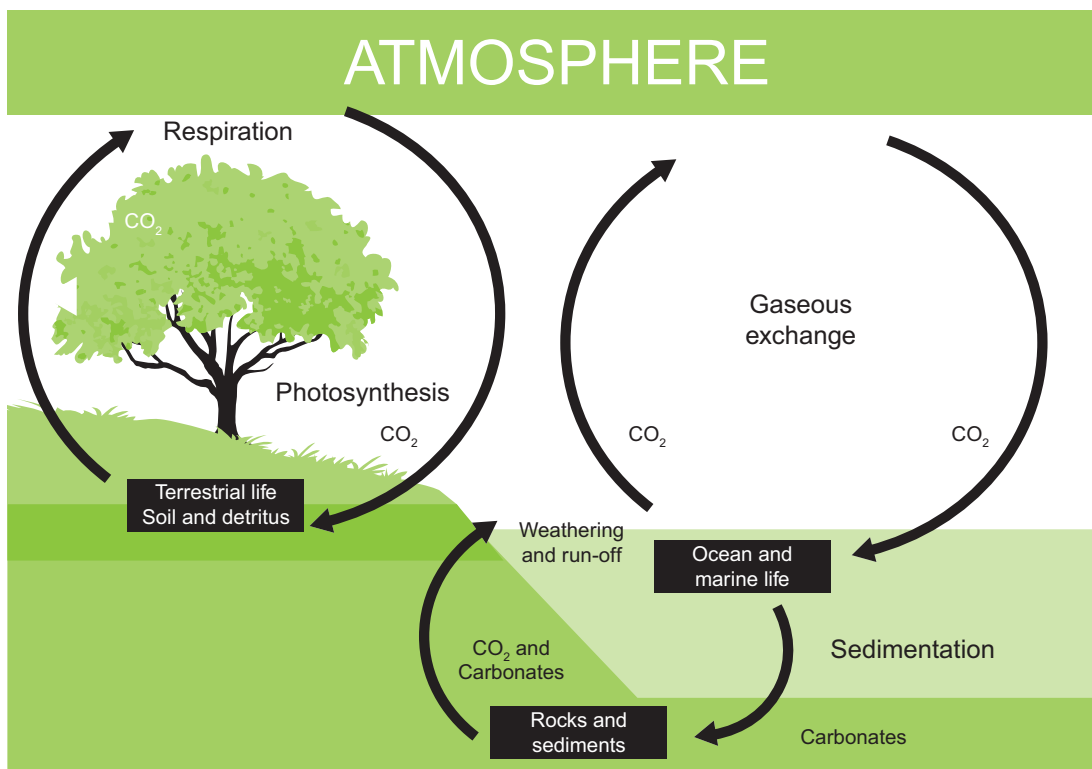 ATMOSPHERE
Respiration
CO₂
Photosynthesis
CO₂
Terrestrial life
Soil and detritus
Gaseous
exchange
CO₂
CO₂
Weathering
and run-off
Ocean and
marine life
CO₂ and
Carbonates
Sedimentation
Rocks and
sediments
Carbonates